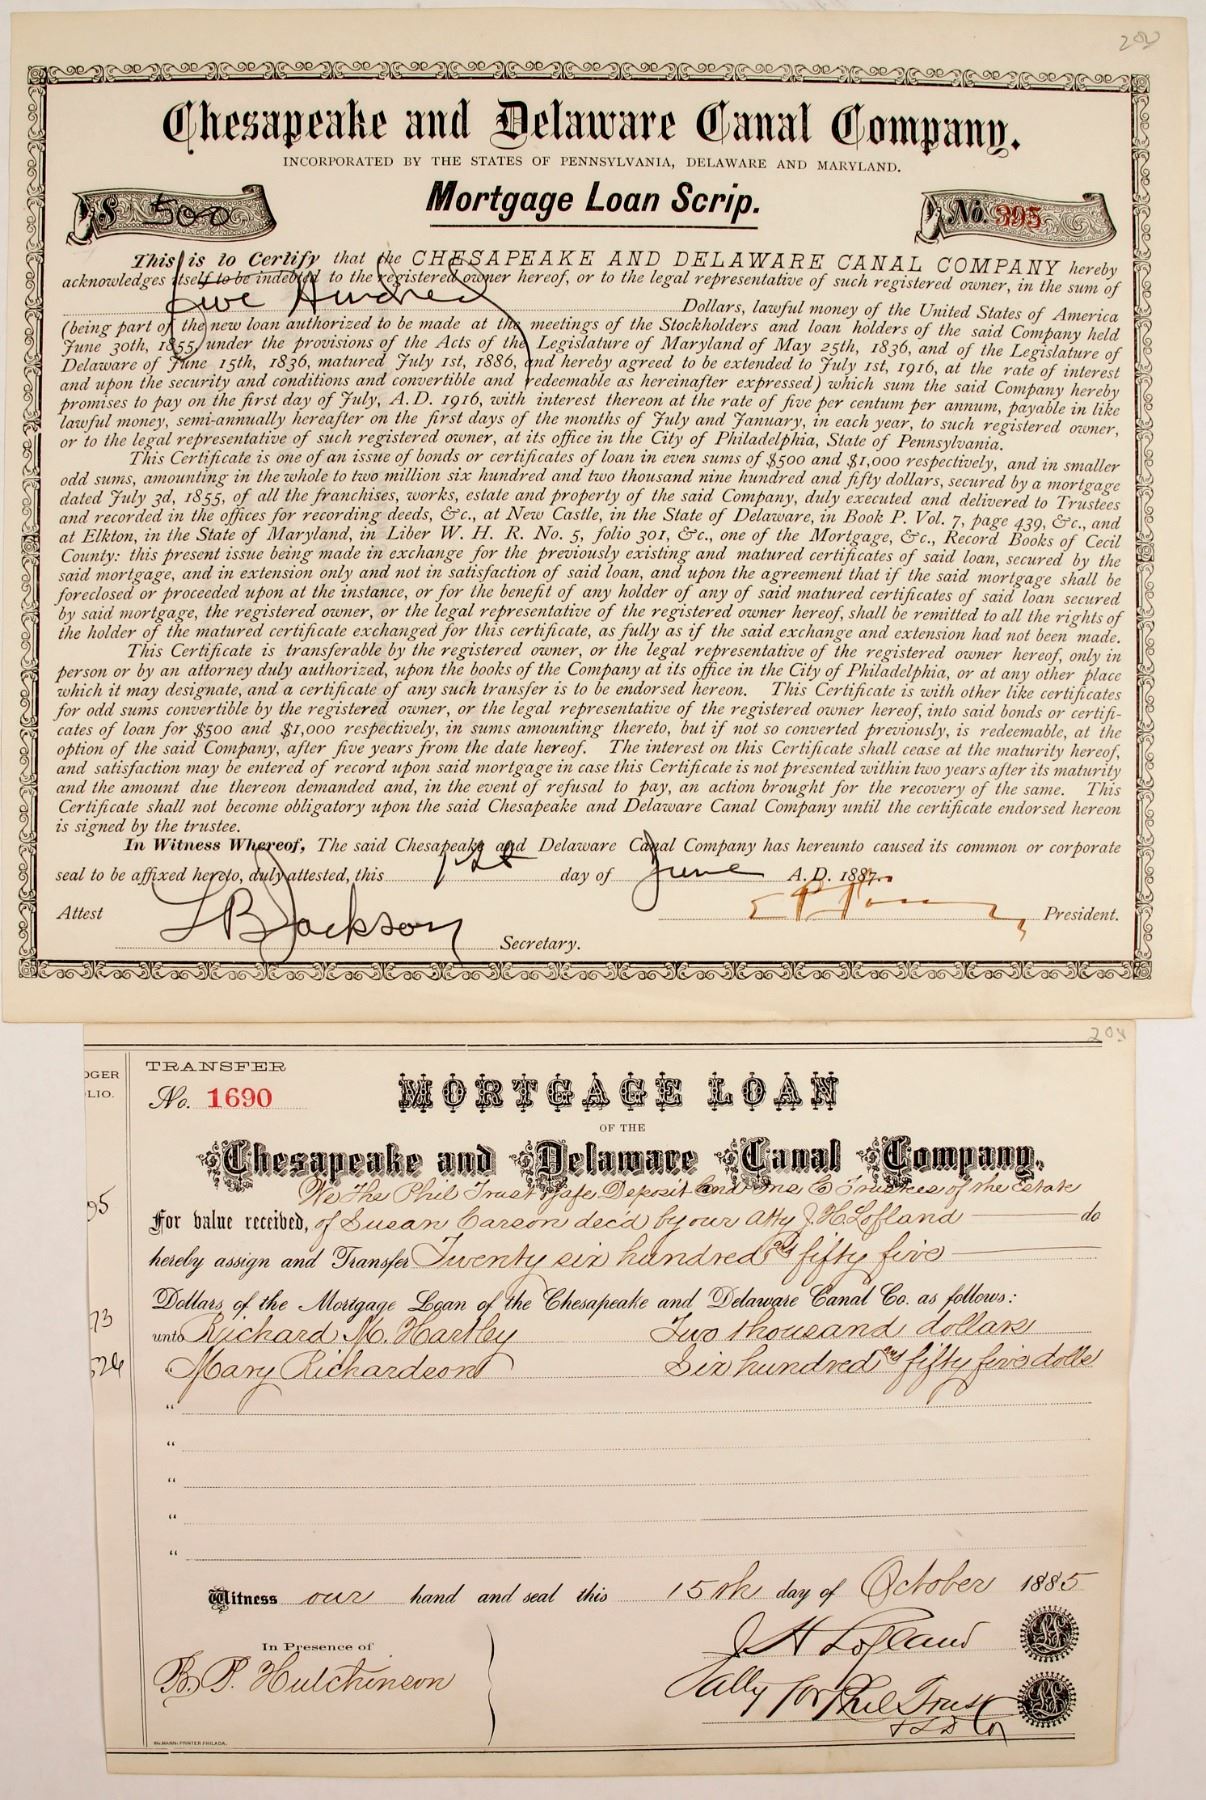 Chesapeake and Delaware Canal Company.
INCORPORATED BY THE STATES OF PENNSYLVANIA, DELAWARE AND MARYLAND.
Mortgage Loan Scrip.
$ 500
No. 395
This is to Certify that the CHESAPEAKE AND DELAWARE CANAL COMPANY hereby
acknowledges itself to be indebted to the registered owner hereof, or to the legal representative of such registered owner, in the sum of
Five Hundred Dollars, lawful money of the United States of America
(being part of the new loan authorized to be made at the meetings of the Stockholders and loan holders of the said Company held
June 30th, 1855, under the provisions of the Acts of the Legislature of Maryland of May 25th, 1836, and of the Legislature of
Delaware of June 15th, 1836, matured July 1st, 1886, and hereby agreed to be extended to July 1st, 1916, at the rate of interest
and upon the security and conditions and convertible and redeemable as hereinafter expressed) which sum the said Company hereby
promises to pay on the first day of July, A.D. 1916, with interest thereon at the rate of five per centum per annum, payable in like
lawful money, semi-annually hereafter on the first days of the months of July and January, in each year, to such registered owner,
or to the legal representative of such registered owner, at its office in the City of Philadelphia, State of Pennsylvania.
This Certificate is one of an issue of bonds or certificates of loan in even sums of $500 and $1,000 respectively, and in smaller
odd sums, amounting in the whole to two million six hundred and two thousand nine hundred and fifty dollars, secured by a mortgage
dated July 3d, 1855, of all the franchises, works, estate and property of the said Company, duly executed and delivered to Trustees
and recorded in the offices for recording deeds, &c., at New Castle, in the State of Delaware, in Book P. Vol. 7, page 439, &c., and
at Elkton, in the State of Maryland, in Liber W. H. R. No. 5, folio 301, &c., one of the Mortgage, &c., Record Books of Cecil
County: this present issue being made in exchange for the previously existing and matured certificates of said loan, secured by the
said mortgage, and in extension only and not in satisfaction of said loan, and upon the agreement that if the said mortgage shall be
foreclosed or proceeded upon at the instance, or for the benefit of any holder of any of said matured certificates of said loan secured
by said mortgage, the registered owner, or the legal representative of the registered owner hereof, shall be remitted to all the rights of
the holder of the matured certificate exchanged for this certificate, as fully as if the said exchange and extension had not been made.
This Certificate is transferable by the registered owner, or the legal representative of the registered owner hereof, only in
person or by an attorney duly authorized, upon the books of the Company at its office in the City of Philadelphia, or at any other place
which it may designate, and a certificate of any such transfer is to be endorsed hereon. This Certificate is with other like certificates
for odd sums convertible by the registered owner, or the legal representative of the registered owner hereof, into said bonds or certifi-
cates of loan for $500 and $1,000 respectively, in sums amounting thereto, but if not so converted previously, is redeemable, at the
option of the said Company, after five years from the date hereof. The interest on this Certificate shall cease at the maturity hereof,
and satisfaction may be entered of record upon said mortgage in case this Certificate is not presented within two years after its maturity
and the amount due thereon demanded and, in the event of refusal to pay, an action brought for the recovery of the same. This
Certificate shall not become obligatory upon the said Chesapeake and Delaware Canal Company until the certificate endorsed hereon
is signed by the trustee.
In Witness Whereof, The said Chesapeake and Delaware Canal Company has hereunto caused its common or corporate
seal to be affixed hereto, duly attested, this 1st day of June A.D. 1887.
Attest President.
L B Jackson Secretary.
DGER
LIO.
TRANSFER
No. 1690
MORTGAGE LOAN
OF THE
Chesapeake and Delaware Canal Company.
We The Phil Trust Safe Deposit and Ins Co Trustees of the Estate
For value received, of Susan Carson dec'd by our Atty J. H Lofland do
95
hereby assign and Transfer Twenty six hundred and fifty five
Dollars of the Mortgage Loan of the Chesapeake and Delaware Canal Co. as follows:
73
unto Richard M. Hartley Two thousand dollars
526
Mary Richardson Six hundred and fifty five dolls
"
"
"
"
"
Witness our hand and seal this 15th day of October 1885
In Presence of
J H Lofland
B. P. Hutchinson
Atty for Phil Trust
S D Co